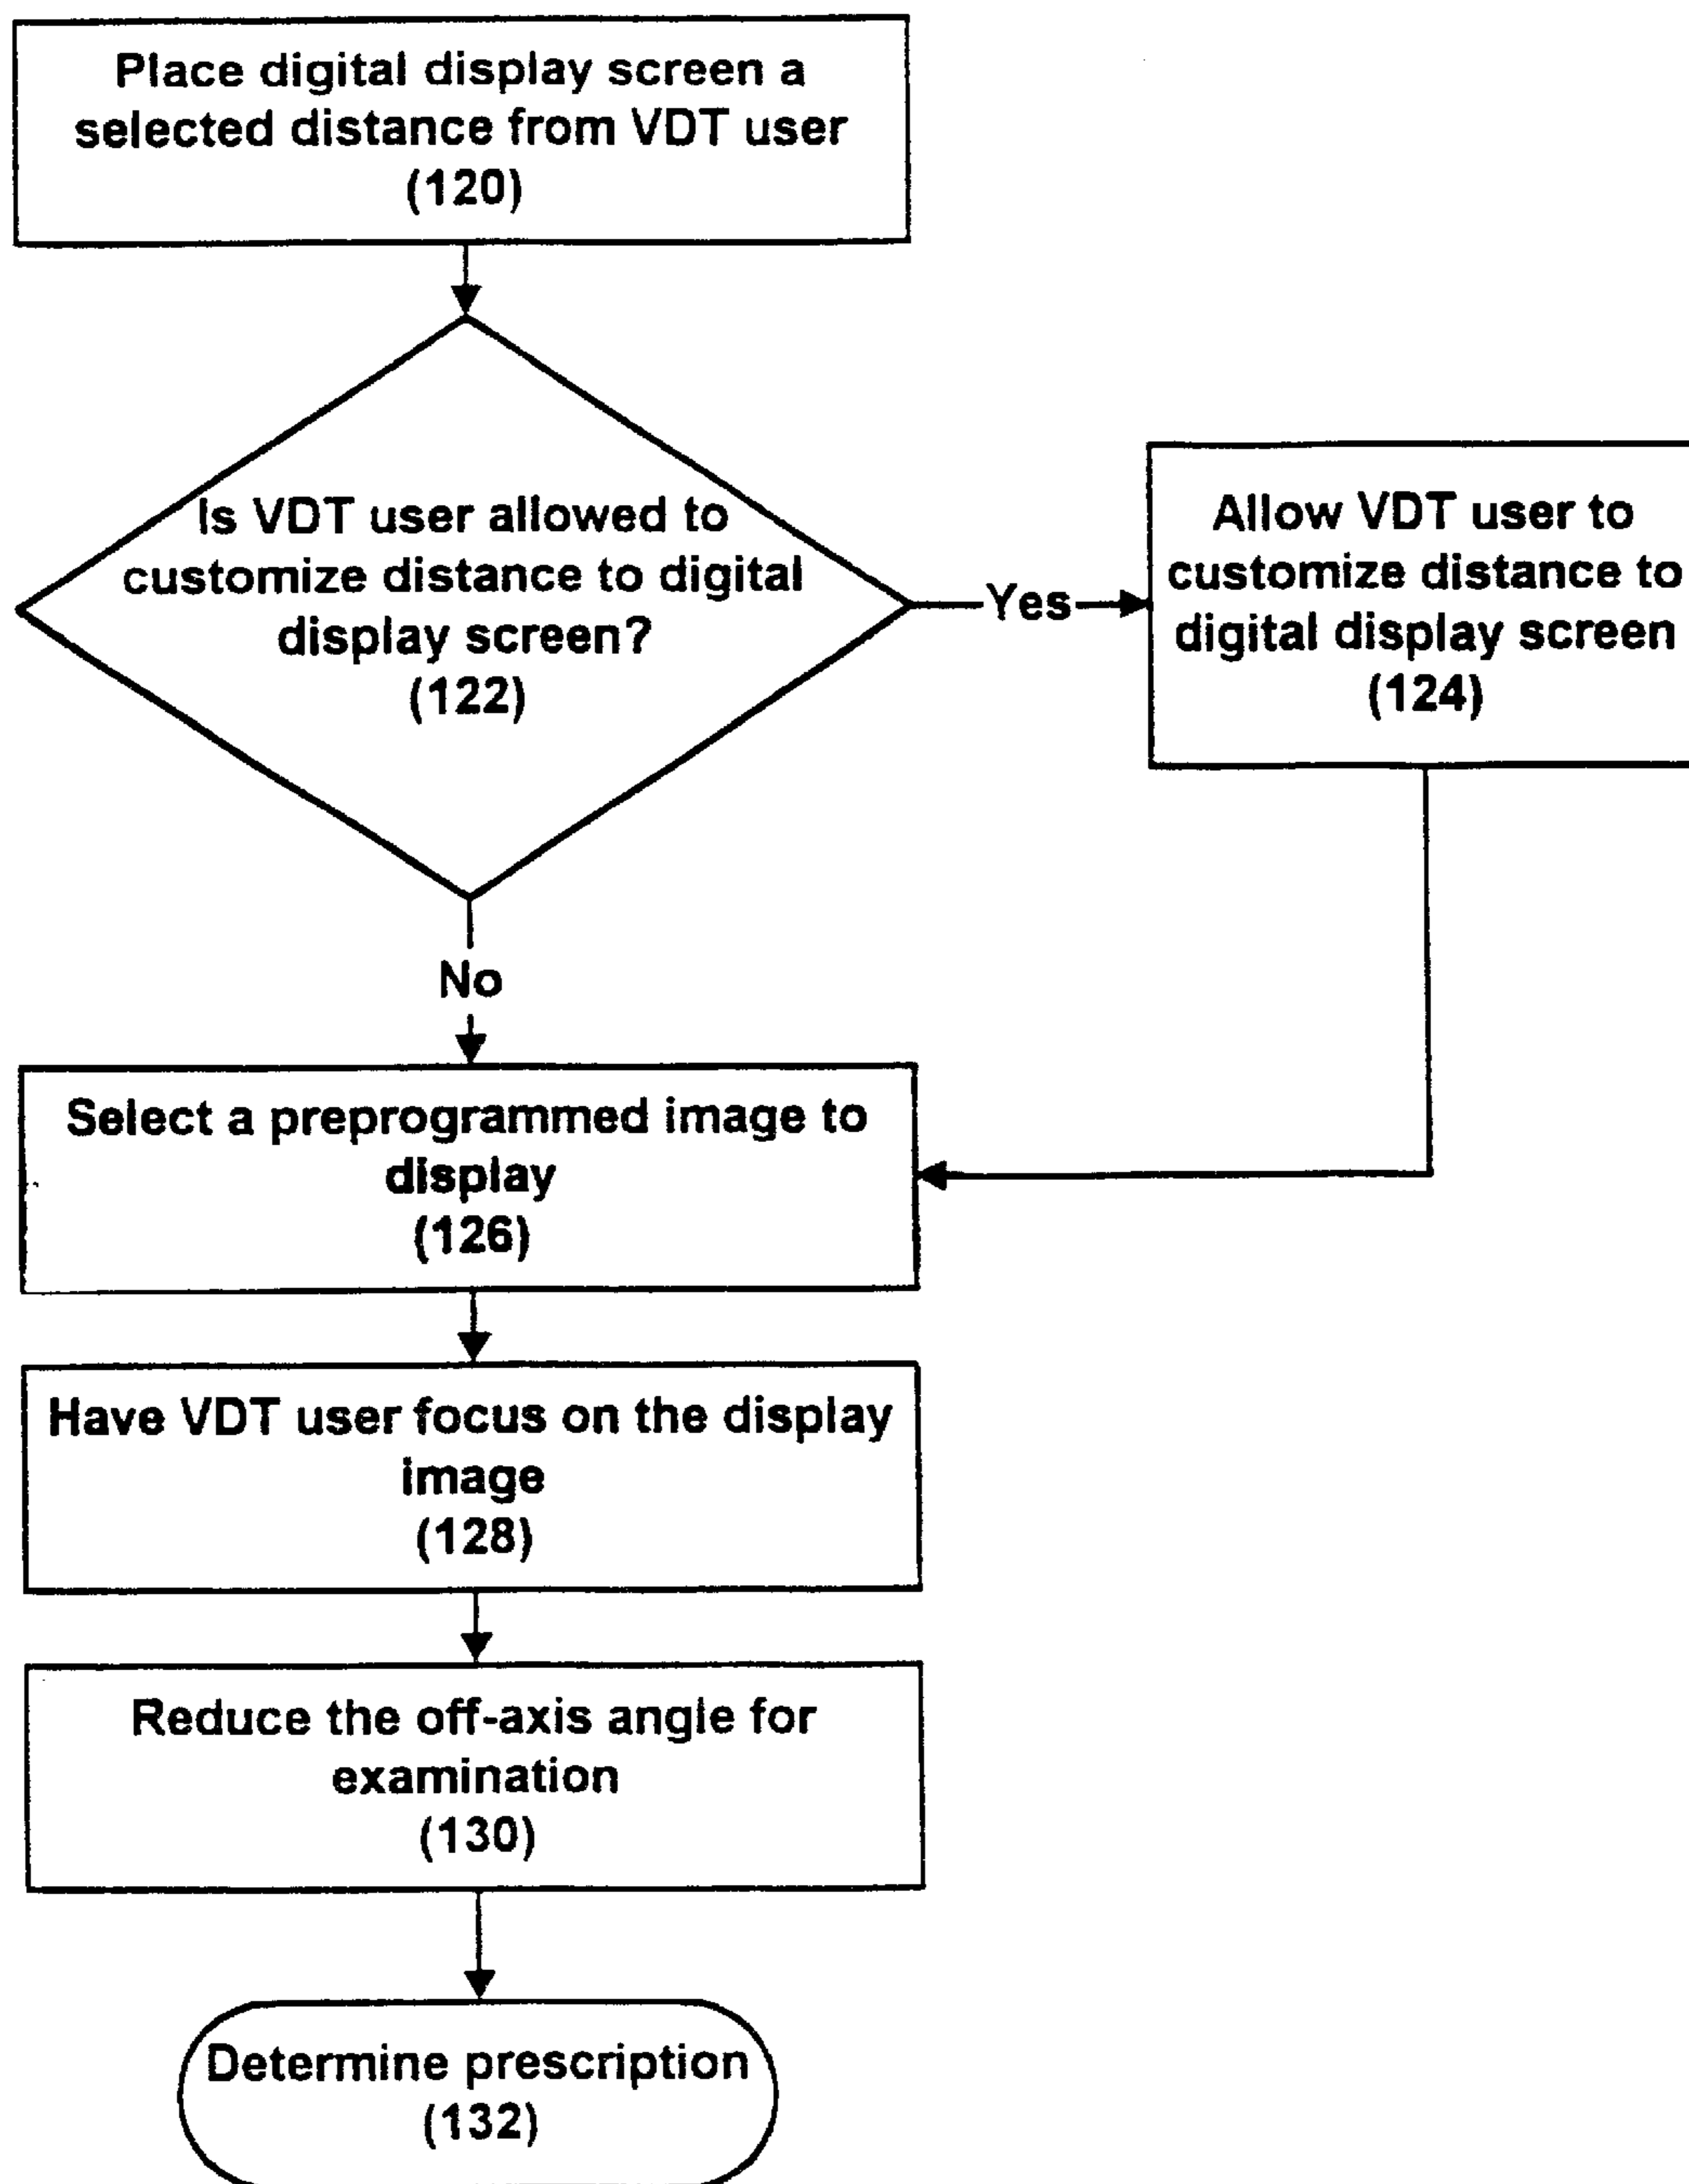 Place digital display screen a
selected distance from VDT user
(120)
Is VDT user allowed to
customize distance to digital
display screen?
(122)
Yes
Allow VDT user to
customize distance to
digital display screen
(124)
No
Select a preprogrammed image to
display
(126)
Have VDT user focus on the display
image
(128)
Reduce the off-axis angle for
examination
(130)
Determine prescription
(132)